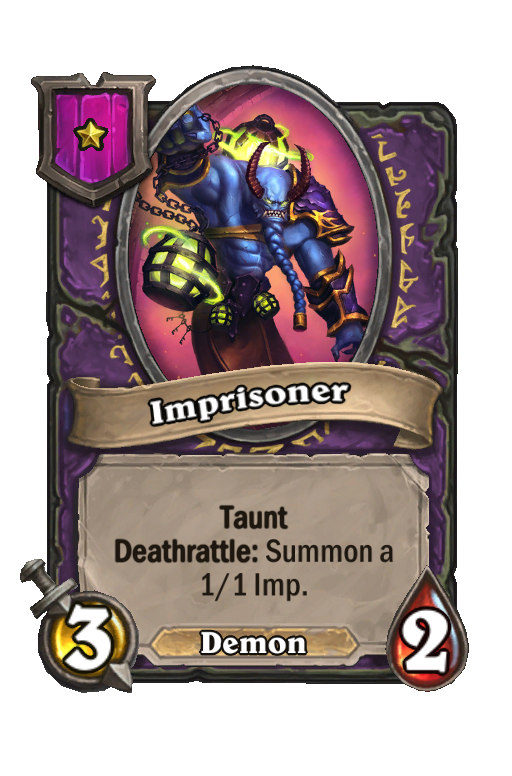 Imprisoner
Taunt
Deathrattle: Summon a
1/1 Imp.
3
Demon
2